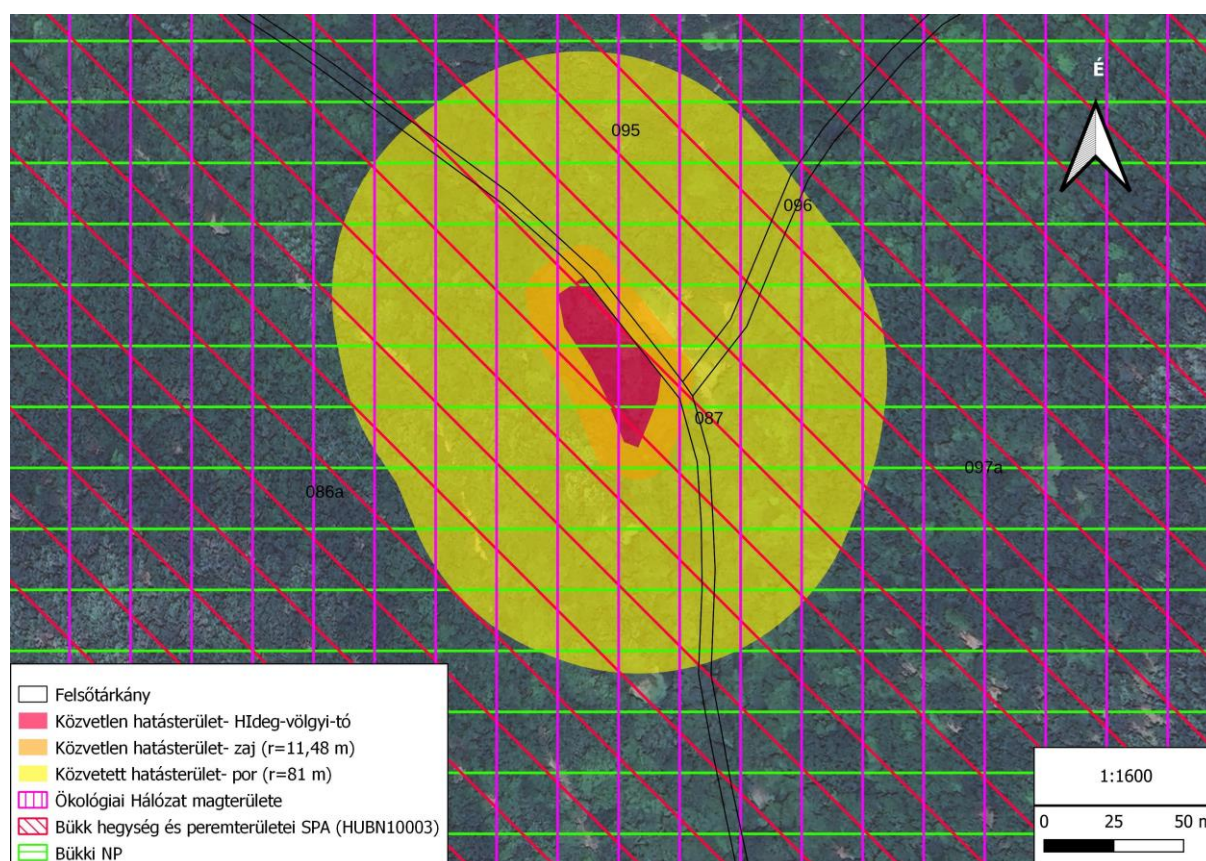 095
É
096
087
097a
086a
Felsőtárkány
Közvetlen hatásterület- HIdeg-völgyi-tó
Közvetlen hatásterület- zaj (r=11,48 m)
Közvetett hatásterület- por (r=81 m)
Ökológiai Hálózat magterülete
Bükk hegység és peremterületei SPA (HUBN10003)
Bükki NP
1:1600
0 25 50 m